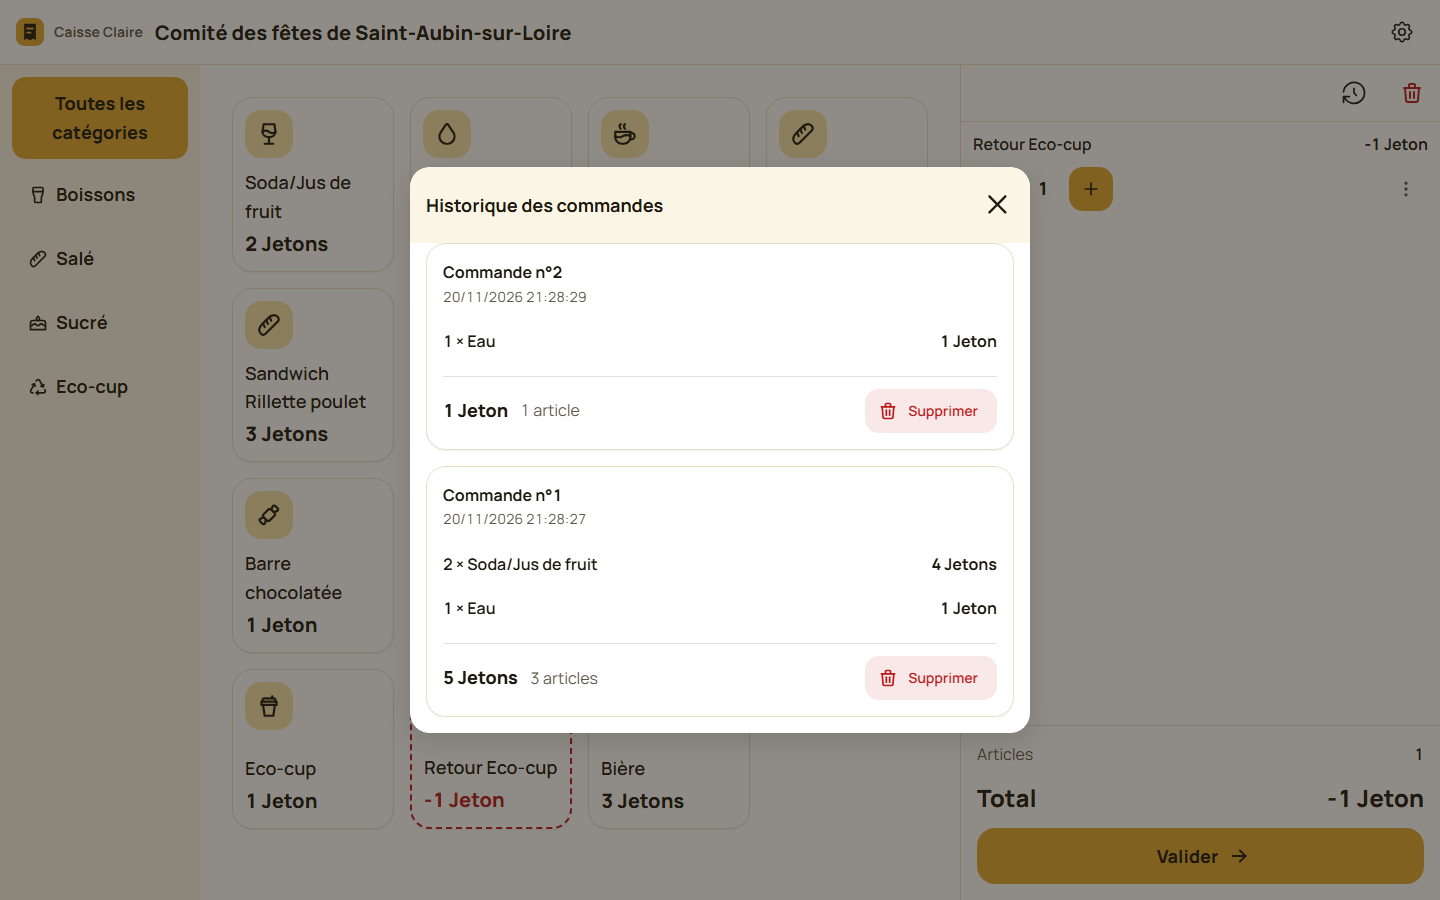 Caisse Claire
Comité des fêtes de Saint-Aubin-sur-Loire
Toutes les
catégories
Boissons
Salé
Sucré
Eco-cup
Soda/Jus de
fruit
2 Jetons
Sandwich
Rillette poulet
3 Jetons
Barre
chocolatée
1 Jeton
Eco-cup
1 Jeton
Retour Eco-cup
-1 Jeton
Bière
3 Jetons
Historique des commandes
Commande n°2
20/11/2026 21:28:29
1 × Eau
1 Jeton
1 Jeton
1 article
Supprimer
Commande n°1
20/11/2026 21:28:27
2 × Soda/Jus de fruit
4 Jetons
1 × Eau
1 Jeton
5 Jetons
3 articles
Supprimer
Retour Eco-cup
-1 Jeton
1
Articles
1
Total
-1 Jeton
Valider